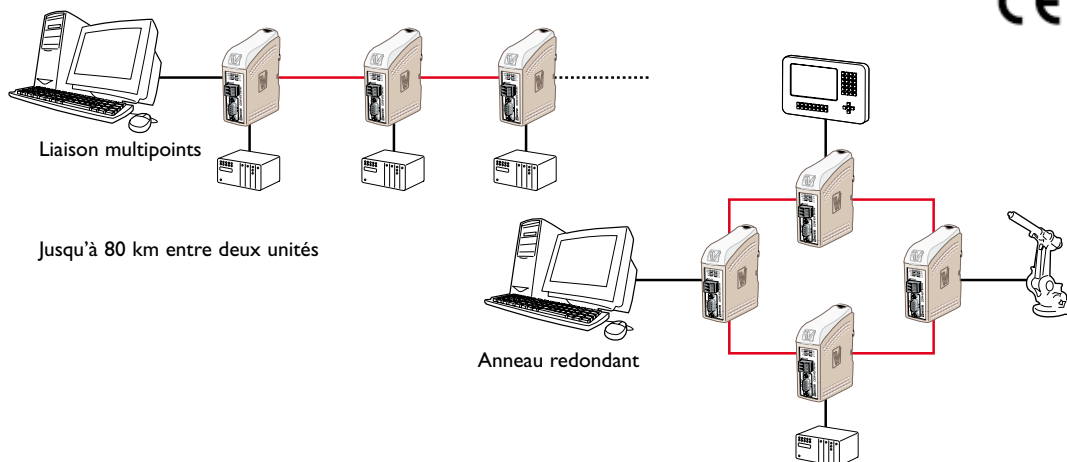 CE
Liaison multipoints
Jusqu'à 80 km entre deux unités
Anneau redondant